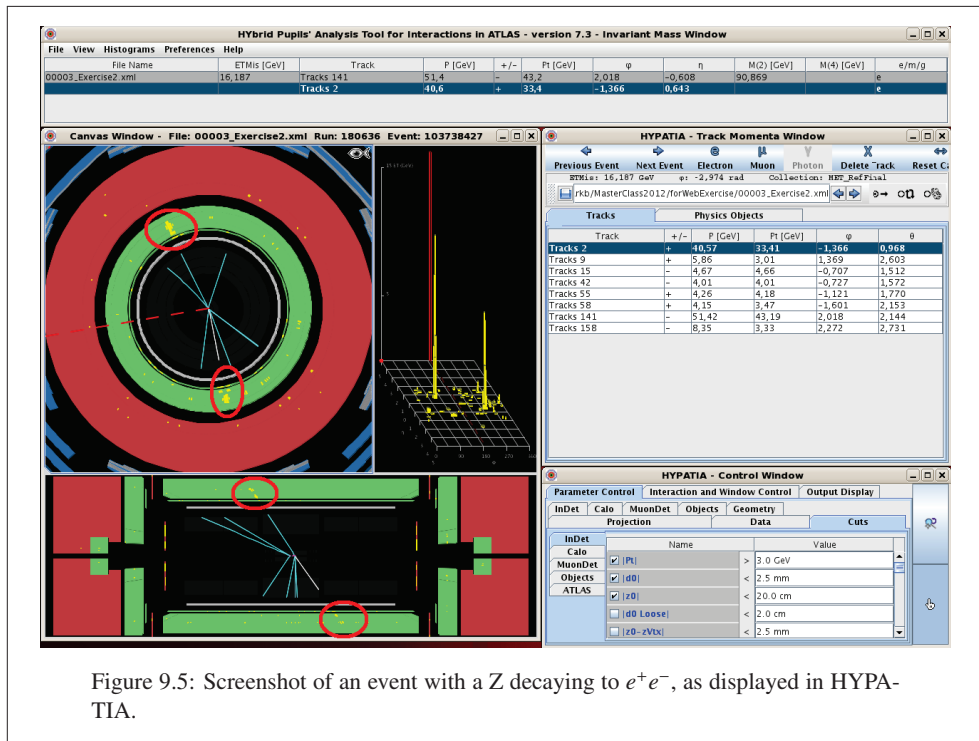 HYbrid Pupils' Analysis Tool for Interactions in ATLAS - version 7.3 - Invariant Mass Window
File View Histograms Preferences Help
File Name ETMis [GeV] Track P [GeV] +/- Pt [GeV] φ η M(2) [GeV] M(4) [GeV] e/m/g
00003_Exercise2.xml 16,187 Tracks 141 51,4 - 43,2 2,018 -0,608 90,869 e
Tracks 2 40,6 + 33,4 -1,366 0,643 e
Canvas Window - File: 00003_Exercise2.xml Run: 180636 Event: 103738427
HYPATIA - Track Momenta Window
Previous Event Next Event Electron Muon Photon Delete Track Reset Ca
ETMis: 16,187 GeV φ: -2,974 rad Collection: MET_RefFinal
rkb/MasterClass2012/forWebExercise/00003_Exercise2.xml
Tracks Physics Objects
Track +/- P [GeV] Pt [GeV] φ θ
Tracks 2 + 40,57 33,41 -1,366 0,968
Tracks 9 + 5,86 3,01 1,369 2,603
Tracks 15 - 4,67 4,66 -0,707 1,512
Tracks 42 - 4,01 4,01 -0,727 1,572
Tracks 55 + 4,26 4,18 -1,121 1,770
Tracks 58 + 4,15 3,47 -1,601 2,153
Tracks 141 - 51,42 43,19 2,018 2,144
Tracks 158 - 8,35 3,33 2,272 2,731
0 90 180 270 360
HYPATIA - Control Window
Parameter Control Interaction and Window Control Output Display
InDet Calo MuonDet Objects Geometry
Projection Data Cuts
InDet
Calo
MuonDet
Objects
ATLAS
Name Value
|Pt| > 3.0 GeV
|d0| < 2.5 mm
|z0| < 20.0 cm
|d0 Loose| < 2.0 cm
|z0-zVtx| < 2.5 mm
Figure 9.5: Screenshot of an event with a Z decaying to e+e−, as displayed in HYPA-
TIA.